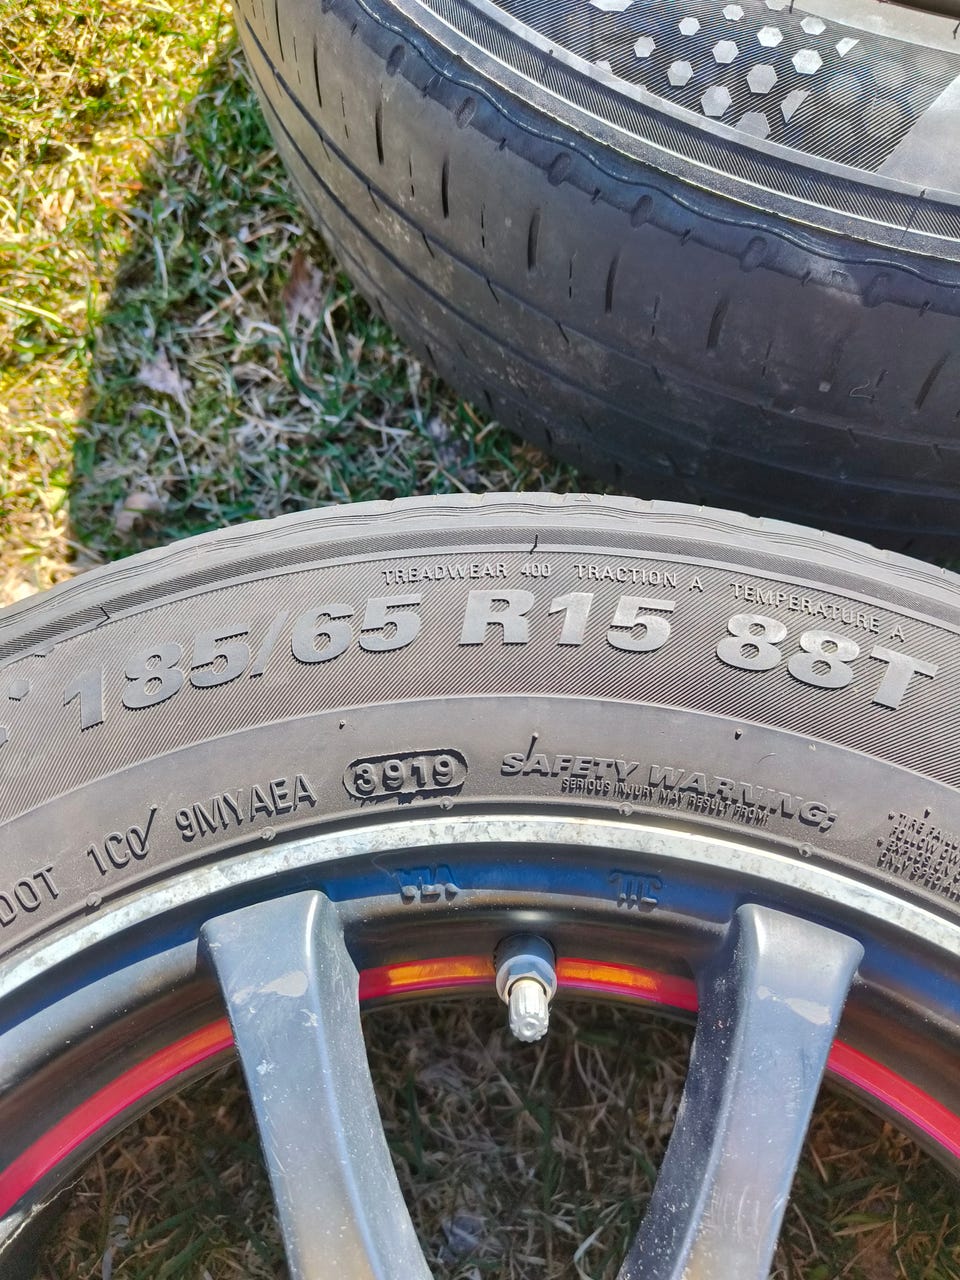 TREADWEAR 400 TRACTION A TEMPERATURE A
185/65 R15 88T
DOT 1C0 9MYAEA 3919
SAFETY WARNING:
SERIOUS INJURY MAY RESULT FROM: